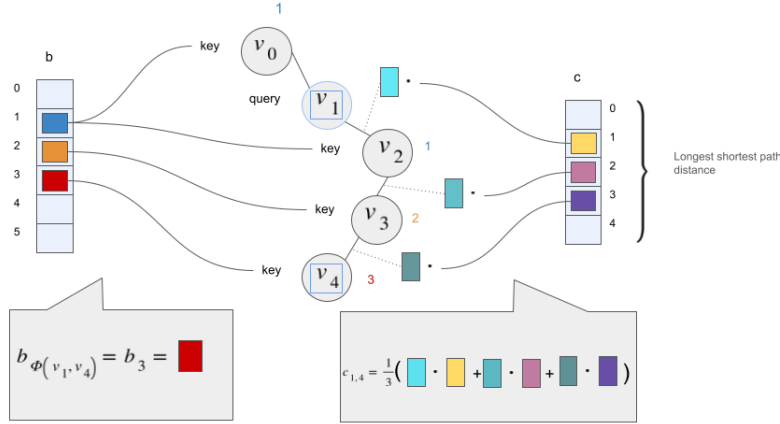 1
b
key
v₀
c
0
query
v₁
0
1
1
key
v₂
1
2
2
3
3
key
v₃
2
4
4
5
key
v₄
3
Longest shortest path
distance
b_Φ(v₁,v₄) = b₃ =
c₁,₄ = 1/3 ( · + · + · )